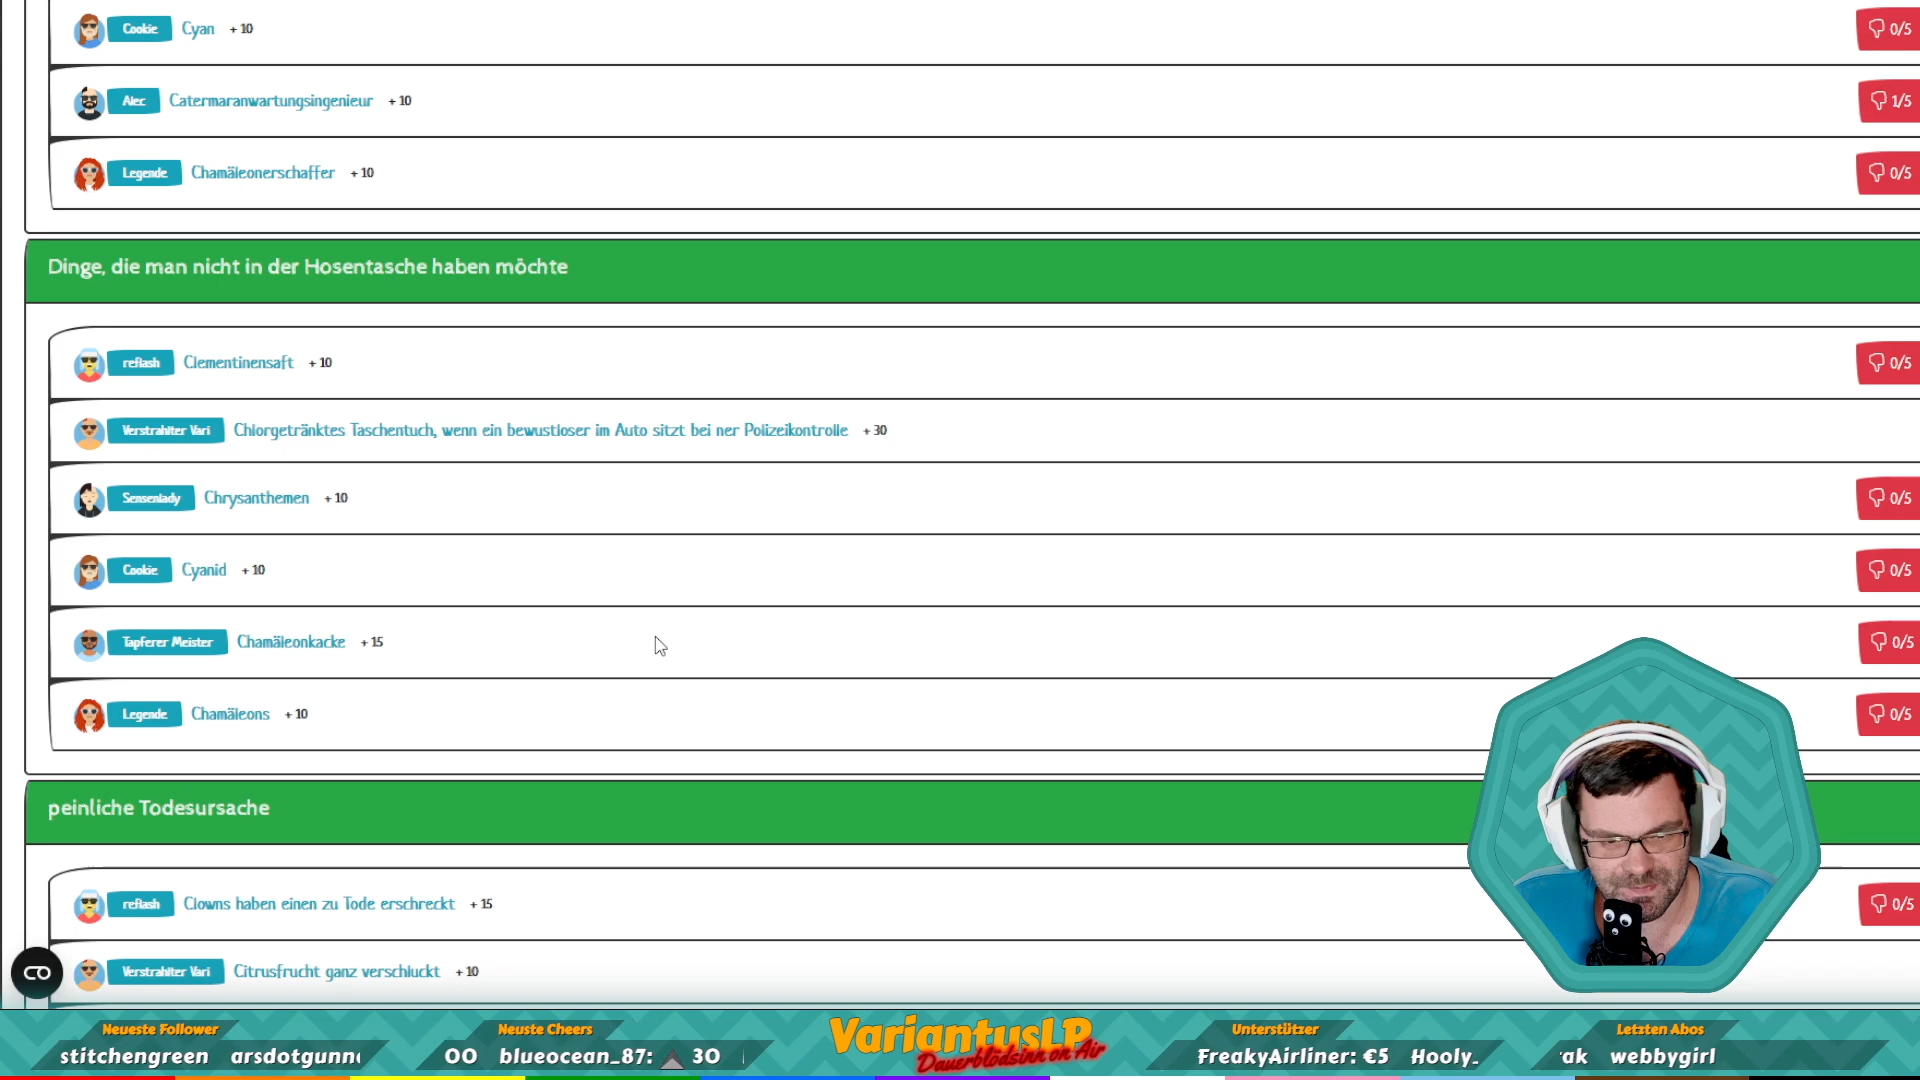 Cookie Cyan + 10 0/5
Alec Catermaranwartungsingenieur + 10 1/5
Legende Chamäleonerschaffer + 10 0/5
Dinge, die man nicht in der Hosentasche haben möchte
reflash Clementinensaft + 10 0/5
Verstrahlter Vari Chlorgetränktes Taschentuch, wenn ein bewustloser im Auto sitzt bei ner Polizeikontrolle + 30
Sensenlady Chrysanthemen + 10 0/5
Cookie Cyanid + 10 0/5
Tapferer Meister Chamäleonkacke + 15 0/5
Legende Chamäleons + 10 0/5
peinliche Todesursache
reflash Clowns haben einen zu Tode erschreckt + 15 0/5
Verstrahlter Vari Citrusfrucht ganz verschluckt + 10
Neueste Follower Neuste Cheers VariantusLP Unterstützer Letzten Abos
stitchengreen arsdotgunn 00 blueocean_87: 30 Dauerblödsinn on Air FreakyAirliner: €5 Hooly_ ak webbygirl